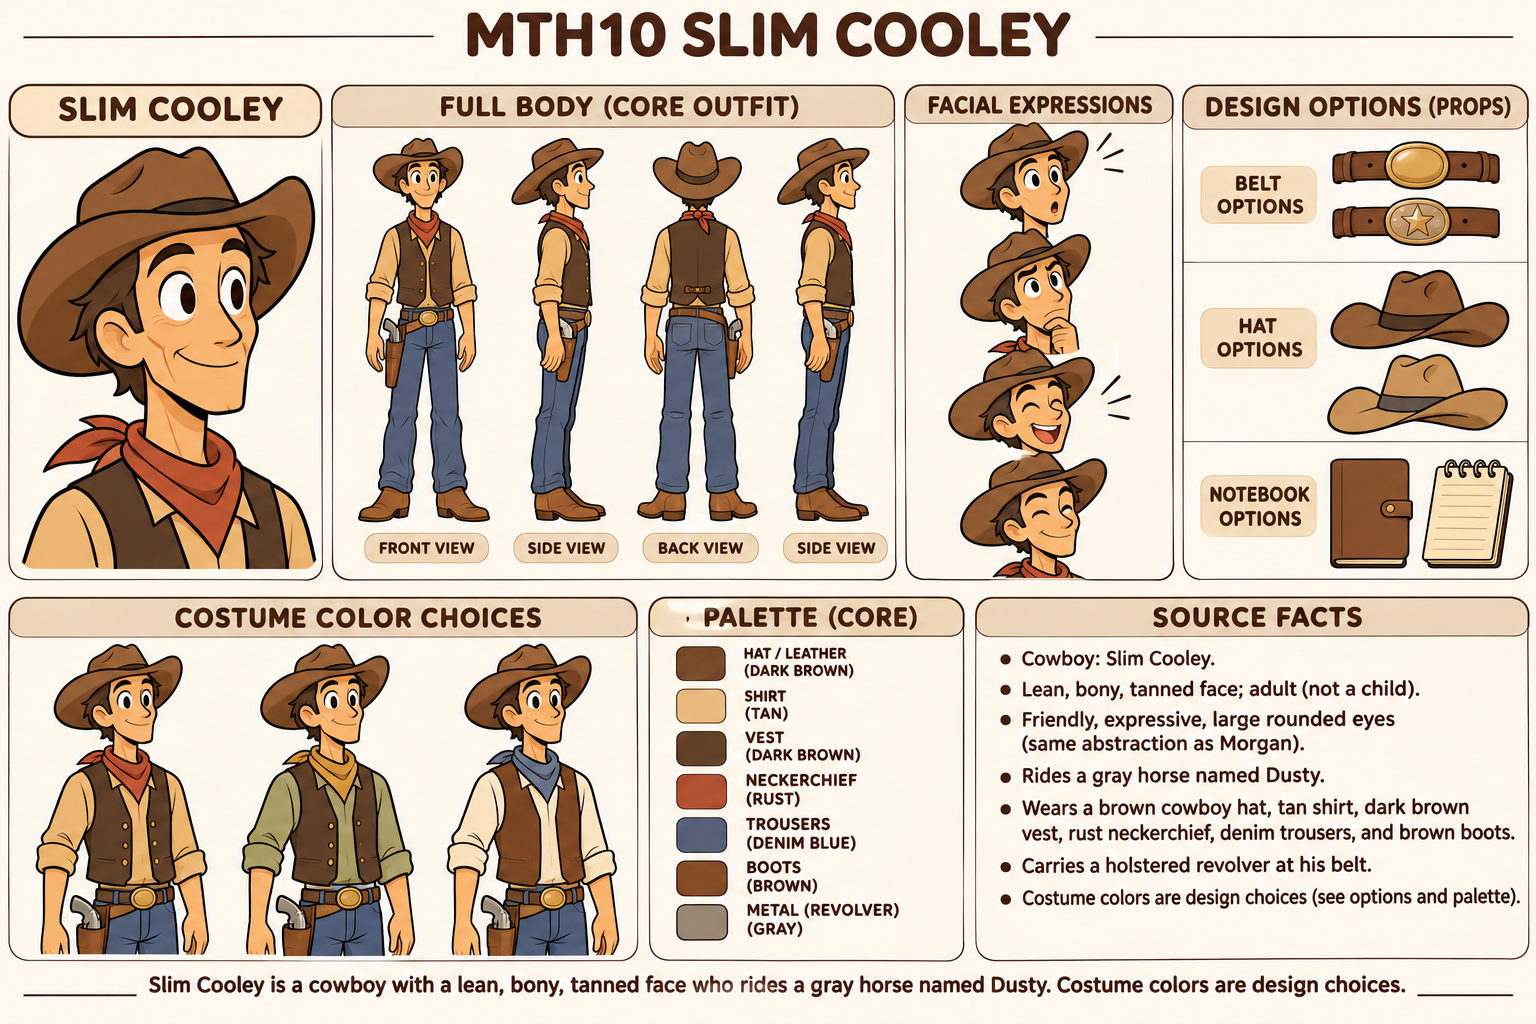 MTH10 SLIM COOLEY
SLIM COOLEY
FULL BODY (CORE OUTFIT)
FRONT VIEW
SIDE VIEW
BACK VIEW
SIDE VIEW
FACIAL EXPRESSIONS
DESIGN OPTIONS (PROPS)
BELT
OPTIONS
HAT
OPTIONS
NOTEBOOK
OPTIONS
COSTUME COLOR CHOICES
PALETTE (CORE)
HAT / LEATHER
(DARK BROWN)
SHIRT
(TAN)
VEST
(DARK BROWN)
NECKERCHIEF
(RUST)
TROUSERS
(DENIM BLUE)
BOOTS
(BROWN)
METAL (REVOLVER)
(GRAY)
SOURCE FACTS
• Cowboy: Slim Cooley.
• Lean, bony, tanned face; adult (not a child).
• Friendly, expressive, large rounded eyes
(same abstraction as Morgan).
• Rides a gray horse named Dusty.
• Wears a brown cowboy hat, tan shirt, dark brown
vest, rust neckerchief, denim trousers, and brown boots.
• Carries a holstered revolver at his belt.
• Costume colors are design choices (see options and palette).
Slim Cooley is a cowboy with a lean, bony, tanned face who rides a gray horse named Dusty. Costume colors are design choices.